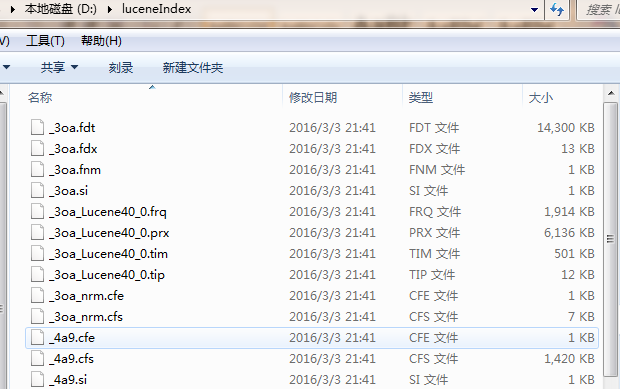 本地磁盘 (D:) luceneIndex 搜索 l
V) 工具(T) 帮助(H)
共享 刻录 新建文件夹
名称 修改日期 类型 大小
_3oa.fdt 2016/3/3 21:41 FDT 文件 14,300 KB
_3oa.fdx 2016/3/3 21:41 FDX 文件 13 KB
_3oa.fnm 2016/3/3 21:41 FNM 文件 1 KB
_3oa.si 2016/3/3 21:41 SI 文件 1 KB
_3oa_Lucene40_0.frq 2016/3/3 21:41 FRQ 文件 1,914 KB
_3oa_Lucene40_0.prx 2016/3/3 21:41 PRX 文件 6,136 KB
_3oa_Lucene40_0.tim 2016/3/3 21:41 TIM 文件 501 KB
_3oa_Lucene40_0.tip 2016/3/3 21:41 TIP 文件 12 KB
_3oa_nrm.cfe 2016/3/3 21:41 CFE 文件 1 KB
_3oa_nrm.cfs 2016/3/3 21:41 CFS 文件 7 KB
_4a9.cfe 2016/3/3 21:41 CFE 文件 1 KB
_4a9.cfs 2016/3/3 21:41 CFS 文件 1,420 KB
_4a9.si 2016/3/3 21:41 SI 文件 1 KB